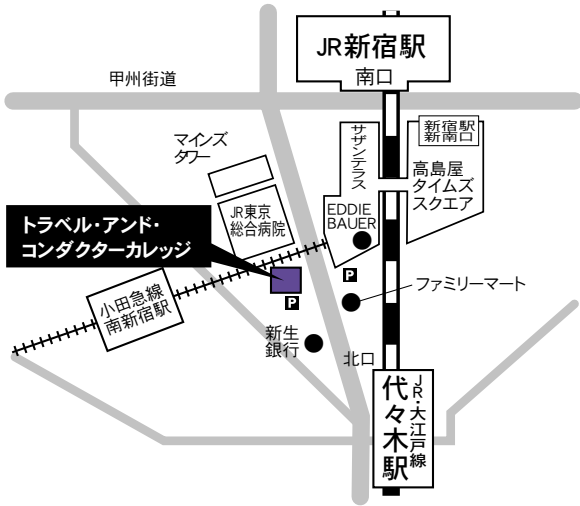 JR新宿駅
南口
甲州街道
マインズ
タワー
サザンテラス
新宿駅
新南口
高島屋
タイムズ
スクエア
JR東京
総合病院
EDDIE
BAUER
トラベル・アンド・
コンダクターカレッジ
P
ファミリーマート
小田急線
南新宿駅
P
新生
銀行
北口
代々木駅
JR・大江戸線